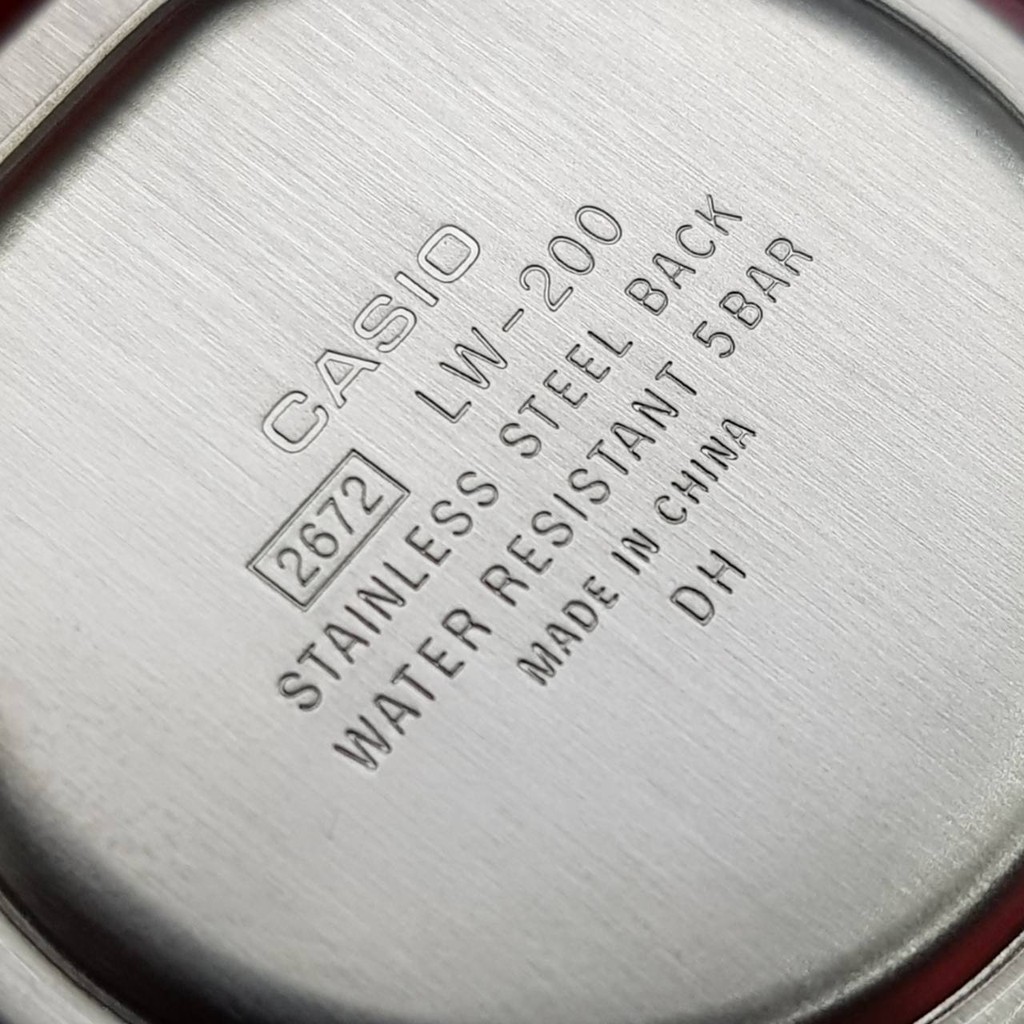 CASIO
2672 LW-200
STAINLESS STEEL BACK
WATER RESISTANT 5BAR
MADE IN CHINA
DH